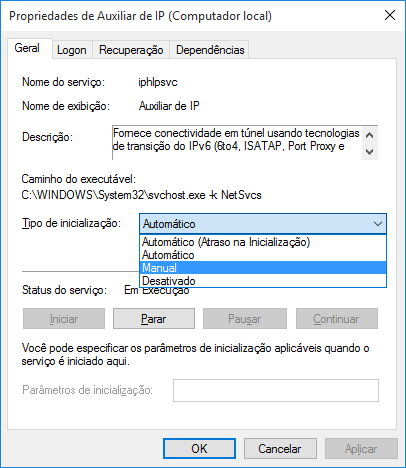 Propriedades de Auxiliar de IP (Computador local)
Geral Logon Recuperação Dependências
Nome do serviço: iphlpsvc
Nome de exibição: Auxiliar de IP
Descrição: Fornece conectividade em túnel usando tecnologias
de transição do IPv6 (6to4, ISATAP, Port Proxy e
Caminho do executável:
C:\WINDOWS\System32\svchost.exe -k NetSvcs
Tipo de inicialização: Automático
Automático (Atraso na Inicialização)
Automático
Manual
Desativado
Status do serviço: Em Execução
Iniciar Parar Pausar Continuar
Você pode especificar os parâmetros de inicialização aplicáveis quando o
serviço é iniciado aqui.
Parâmetros de inicialização:
OK Cancelar Aplicar